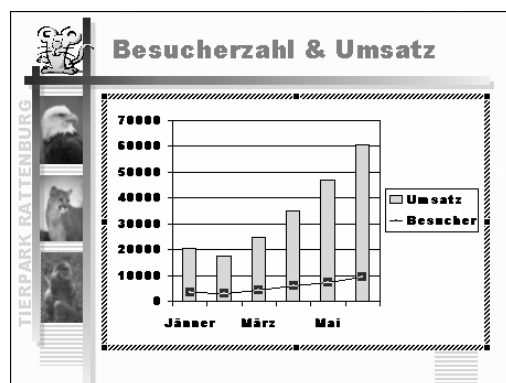 Besucherzahl & Umsatz
TIERPARK RATTENBURG
70000
60000
50000
40000
30000
20000
10000
0
Jänner März Mai
Umsatz
Besucher